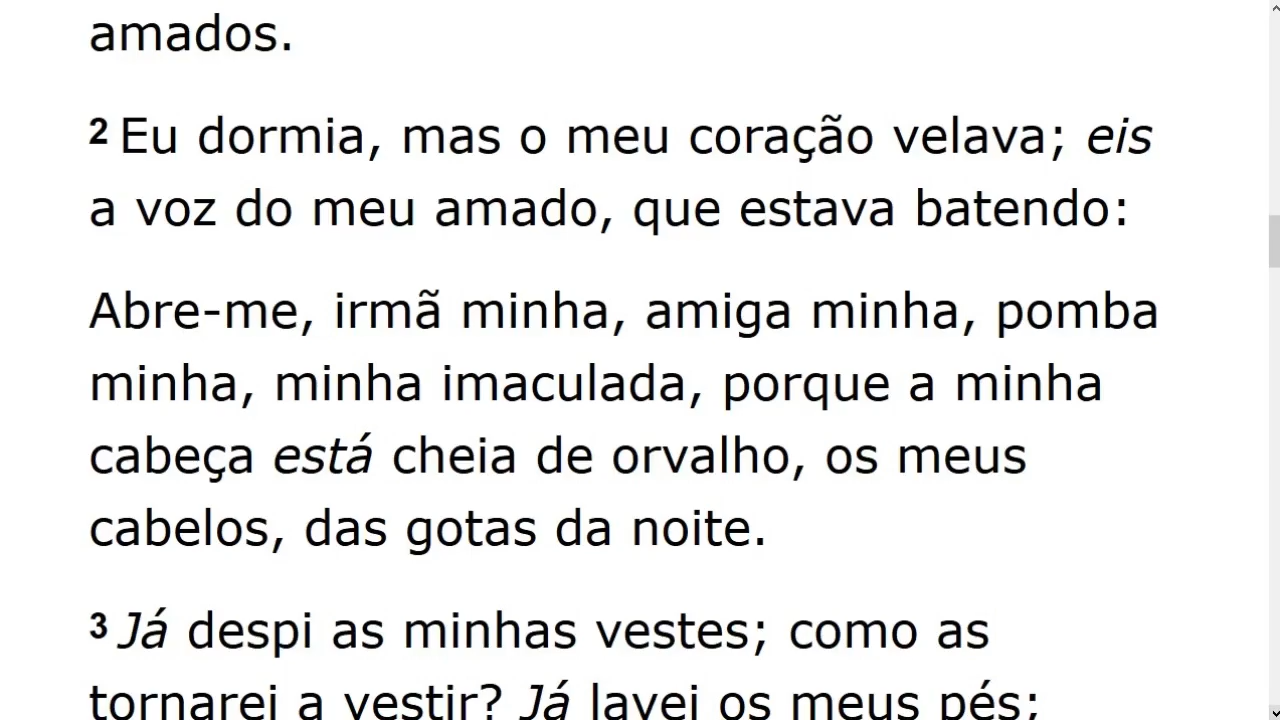 amados.
2 Eu dormia, mas o meu coração velava; eis
a voz do meu amado, que estava batendo:
Abre-me, irmã minha, amiga minha, pomba
minha, minha imaculada, porque a minha
cabeça está cheia de orvalho, os meus
cabelos, das gotas da noite.
3 Já despi as minhas vestes; como as
tornarei a vestir? Já lavei os meus pés;